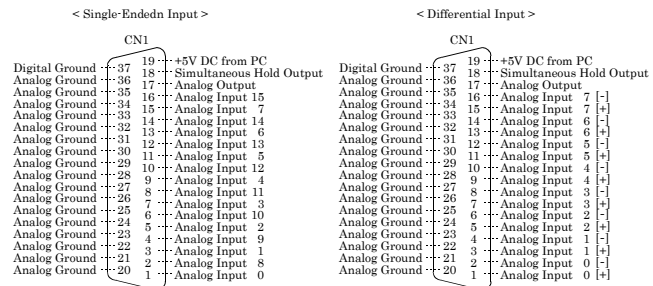 < Single-Endedn Input >
CN1
19 +5V DC from PC
Digital Ground 37
18 Simultaneous Hold Output
Analog Ground 36
17 Analog Output
Analog Ground 35
16 Analog Input 15
Analog Ground 34
15 Analog Input 7
Analog Ground 33
14 Analog Input 14
Analog Ground 32
13 Analog Input 6
Analog Ground 31
12 Analog Input 13
Analog Ground 30
11 Analog Input 5
Analog Ground 29
10 Analog Input 12
Analog Ground 28
9 Analog Input 4
Analog Ground 27
8 Analog Input 11
Analog Ground 26
7 Analog Input 3
Analog Ground 25
6 Analog Input 10
Analog Ground 24
5 Analog Input 2
Analog Ground 23
4 Analog Input 9
Analog Ground 22
3 Analog Input 1
Analog Ground 21
2 Analog Input 8
Analog Ground 20
1 Analog Input 0
< Differential Input >
CN1
19 +5V DC from PC
Digital Ground 37
18 Simultaneous Hold Output
Analog Ground 36
17 Analog Output
Analog Ground 35
16 Analog Input 7 [-]
Analog Ground 34
15 Analog Input 7 [+]
Analog Ground 33
14 Analog Input 6 [-]
Analog Ground 32
13 Analog Input 6 [+]
Analog Ground 31
12 Analog Input 5 [-]
Analog Ground 30
11 Analog Input 5 [+]
Analog Ground 29
10 Analog Input 4 [-]
Analog Ground 28
9 Analog Input 4 [+]
Analog Ground 27
8 Analog Input 3 [-]
Analog Ground 26
7 Analog Input 3 [+]
Analog Ground 25
6 Analog Input 2 [-]
Analog Ground 24
5 Analog Input 2 [+]
Analog Ground 23
4 Analog Input 1 [-]
Analog Ground 22
3 Analog Input 1 [+]
Analog Ground 21
2 Analog Input 0 [-]
Analog Ground 20
1 Analog Input 0 [+]